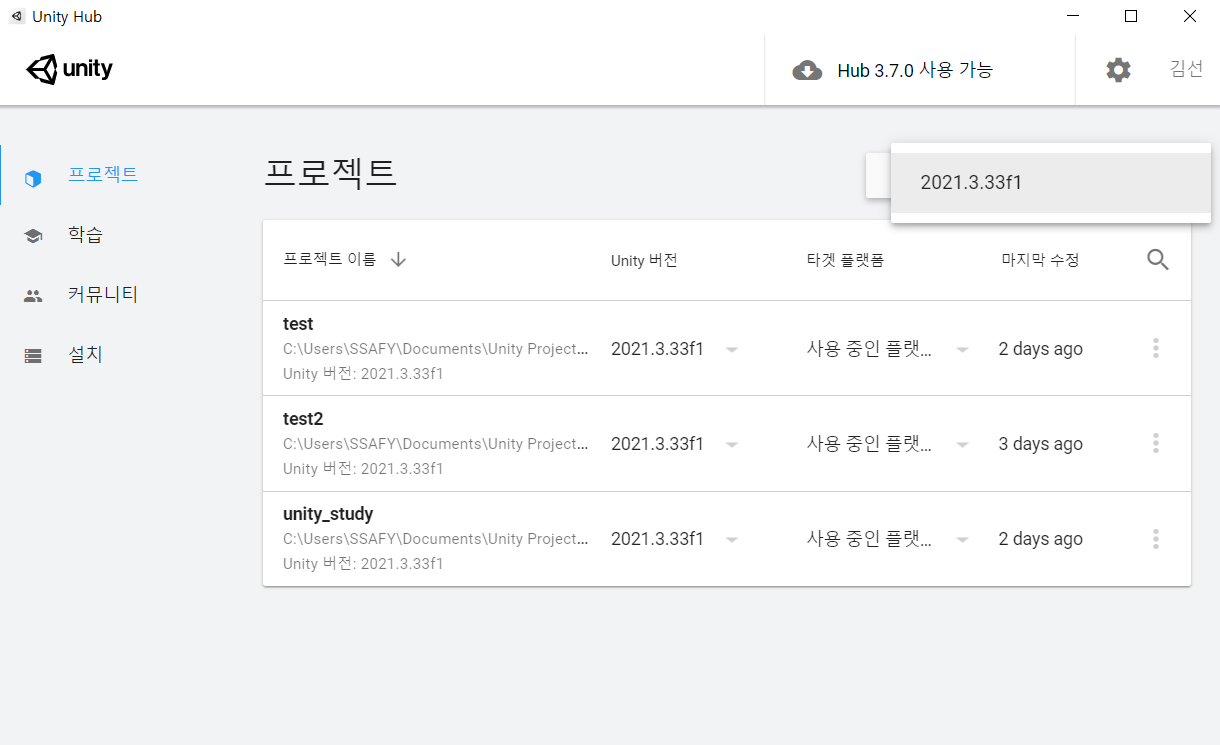 Unity Hub
unity
Hub 3.7.0 사용 가능
김선
프로젝트
학습
커뮤니티
설치
프로젝트
2021.3.33f1
프로젝트 이름
Unity 버전
타겟 플랫폼
마지막 수정
test
C:\Users\SSAFY\Documents\Unity Project...
Unity 버전: 2021.3.33f1
2021.3.33f1
사용 중인 플랫...
2 days ago
test2
C:\Users\SSAFY\Documents\Unity Project...
Unity 버전: 2021.3.33f1
2021.3.33f1
사용 중인 플랫...
3 days ago
unity_study
C:\Users\SSAFY\Documents\Unity Project...
Unity 버전: 2021.3.33f1
2021.3.33f1
사용 중인 플랫...
2 days ago